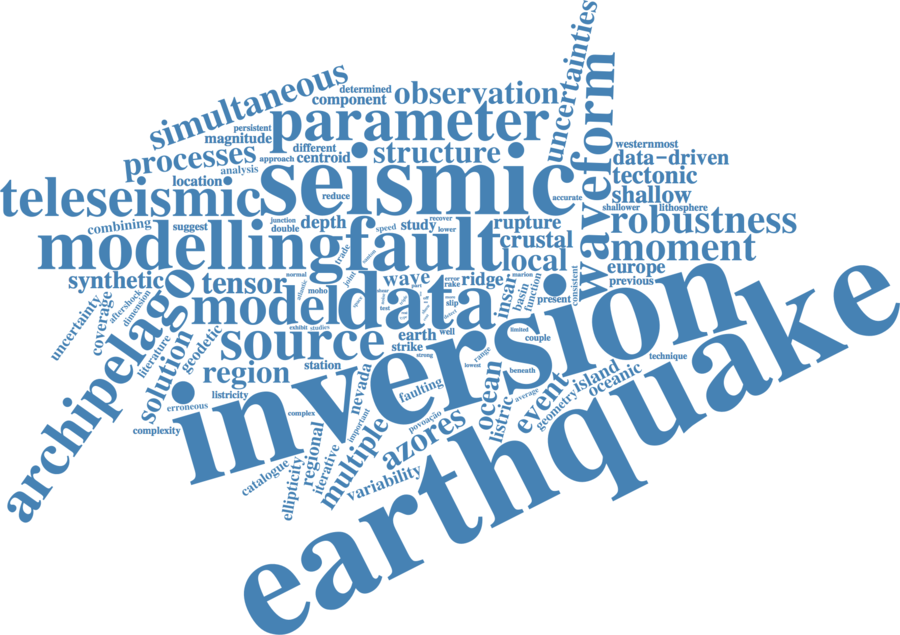 uncertainties
simultaneous
determined
component
observation
waveform
persistent
magnitude
parameter
different
westernmost
processes
approach
centroid
structure
data-driven
analysis
tectonic
location
seismic
reduce
accurate
shallow
teleseismic
shallower
lithosphere
combining
suggest
junction
double
depth
speed
study
recover
lower
rupture
robustness
modelling
fault
crustal
moment
trade
local
europe
previous
synthetic
tensor
normal
joint
wave
error
rake
ridge
insar
marlon
basin
function
consistent
archipelago
aftershock
dimension
coverage
uncertainty
atlantic
moho
model
data
test
slip
present
inversion
exhibit
studies
source
earth
well
strike
strong
limited
couple
literature
geodetic
solution
region
station
range
lowest
beneath
technique
earthquake
listricity
nevada
faulting
ocean
event
island
oceanic
geometry
average
erroneous
complex
important
povoação
listric
complexity
regional
multiple
azores
catalogue
ellipticity
iterative
variability